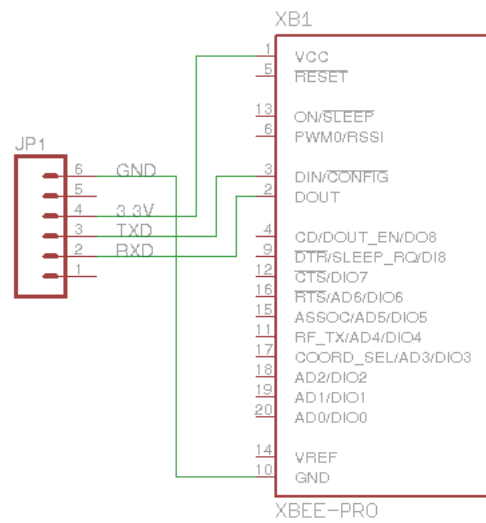 XB1
1 VCC
5 RESET
13 ON/SLEEP
6 PWM0/RSSI
JP1
6 GND
5
4 3.3V
3 TXD
2 RXD
1
3 DIN/CONFIG
2 DOUT
4 CD/DOUT_EN/DO8
9 DTR/SLEEP_RQ/DI8
12 CTS/DIO7
16 RTS/AD6/DIO6
15 ASSOC/AD5/DIO5
11 RF_TX/AD4/DIO4
17 COORD_SEL/AD3/DIO3
18 AD2/DIO2
19 AD1/DIO1
20 AD0/DIO0
14 VREF
10 GND
XBEE-PRO